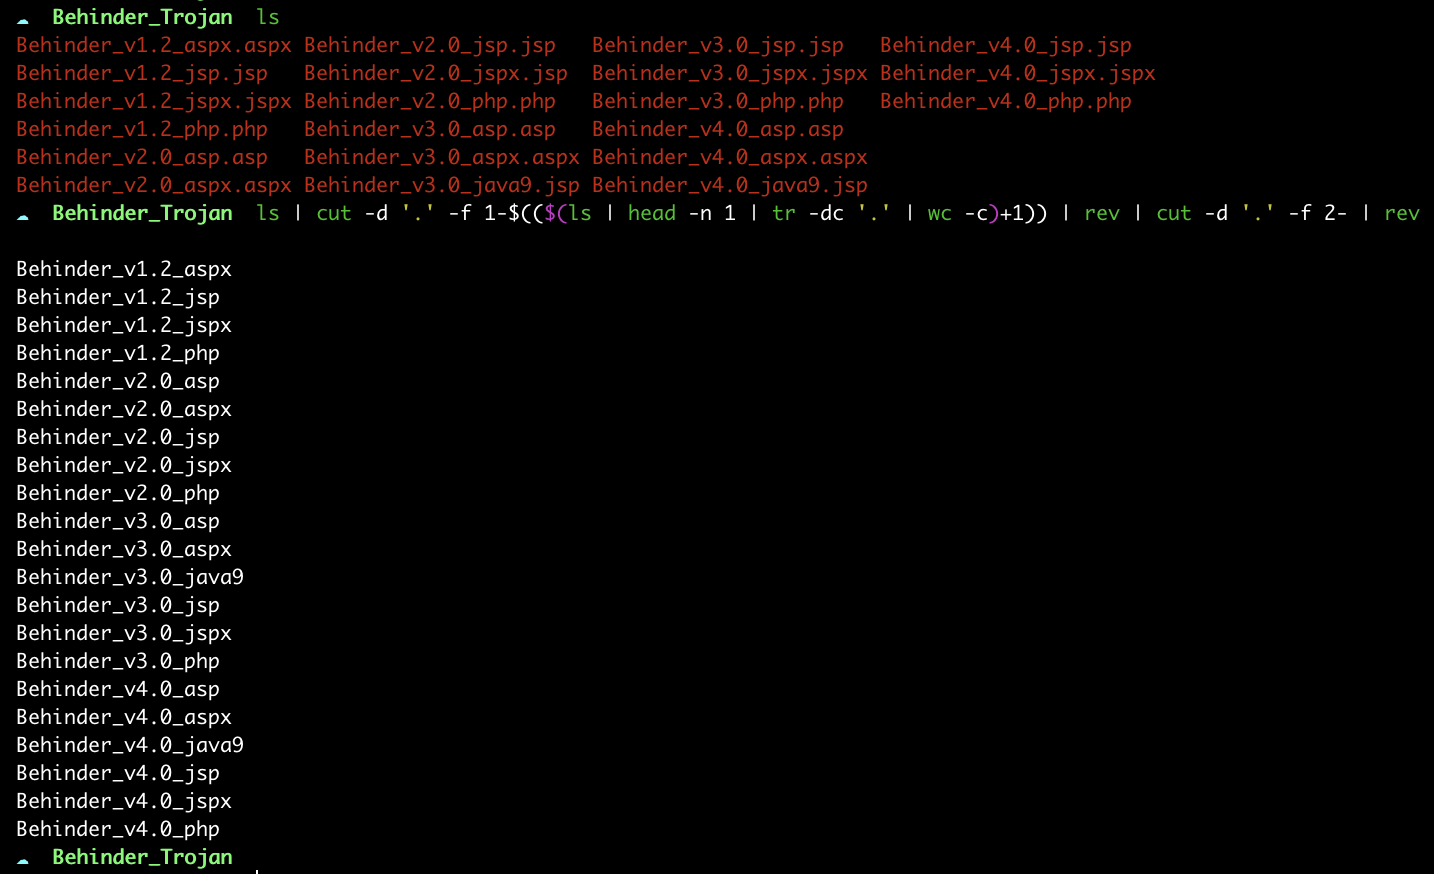 ☁ Behinder_Trojan ls
Behinder_v1.2_aspx.aspx Behinder_v2.0_jsp.jsp Behinder_v3.0_jsp.jsp Behinder_v4.0_jsp.jsp
Behinder_v1.2_jsp.jsp Behinder_v2.0_jspx.jsp Behinder_v3.0_jspx.jspx Behinder_v4.0_jspx.jspx
Behinder_v1.2_jspx.jspx Behinder_v2.0_php.php Behinder_v3.0_php.php Behinder_v4.0_php.php
Behinder_v1.2_php.php Behinder_v3.0_asp.asp Behinder_v4.0_asp.asp
Behinder_v2.0_asp.asp Behinder_v3.0_aspx.aspx Behinder_v4.0_aspx.aspx
Behinder_v2.0_aspx.aspx Behinder_v3.0_java9.jsp Behinder_v4.0_java9.jsp
☁ Behinder_Trojan ls | cut -d '.' -f 1-$(($(ls | head -n 1 | tr -dc '.' | wc -c)+1)) | rev | cut -d '.' -f 2- | rev
Behinder_v1.2_aspx
Behinder_v1.2_jsp
Behinder_v1.2_jspx
Behinder_v1.2_php
Behinder_v2.0_asp
Behinder_v2.0_aspx
Behinder_v2.0_jsp
Behinder_v2.0_jspx
Behinder_v2.0_php
Behinder_v3.0_asp
Behinder_v3.0_aspx
Behinder_v3.0_java9
Behinder_v3.0_jsp
Behinder_v3.0_jspx
Behinder_v3.0_php
Behinder_v4.0_asp
Behinder_v4.0_aspx
Behinder_v4.0_java9
Behinder_v4.0_jsp
Behinder_v4.0_jspx
Behinder_v4.0_php
☁ Behinder_Trojan